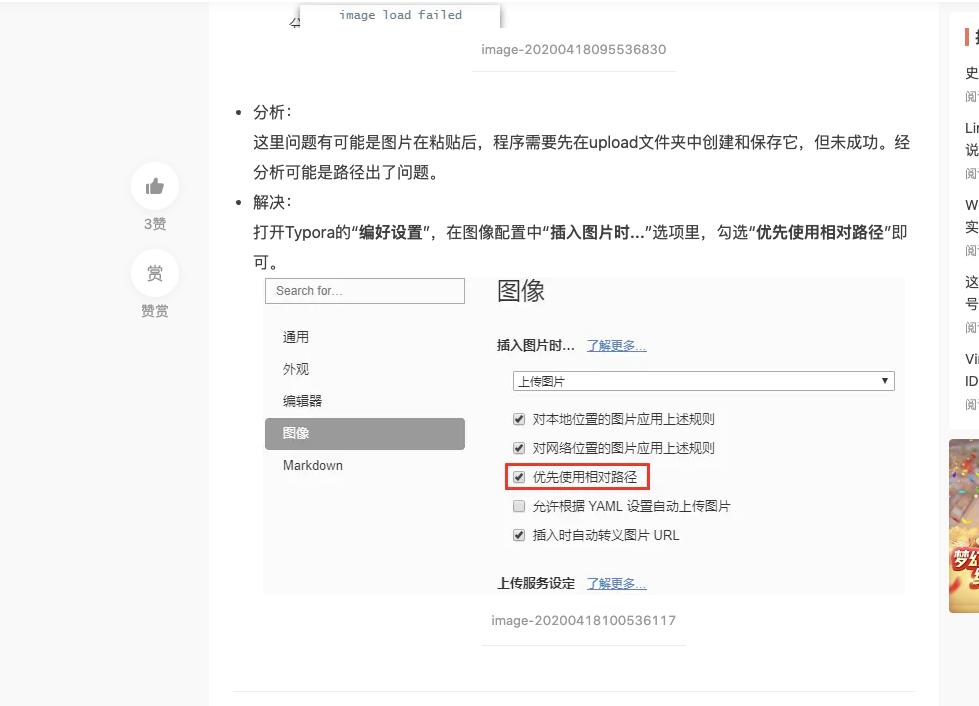 image load failed
image-20200418095536830
分析：
这里问题有可能是图片在粘贴后，程序需要先在upload文件夹中创建和保存它，但未成功。经
分析可能是路径出了问题。
解决：
打开Typora的“编好设置”，在图像配置中“插入图片时...”选项里，勾选“优先使用相对路径”即
可。
Search for…
图像
通用
外观
编辑器
图像
Markdown
插入图片时... 了解更多...
上传图片
对本地位置的图片应用上述规则
对网络位置的图片应用上述规则
优先使用相对路径
允许根据 YAML 设置自动上传图片
插入时自动转义图片 URL
上传服务设定 了解更多...
image-20200418100536117
3赞
赏
赞赏
史
阅
Li
说
阅
W
实
阅
这
号
阅
Vi
ID
阅
梦幻